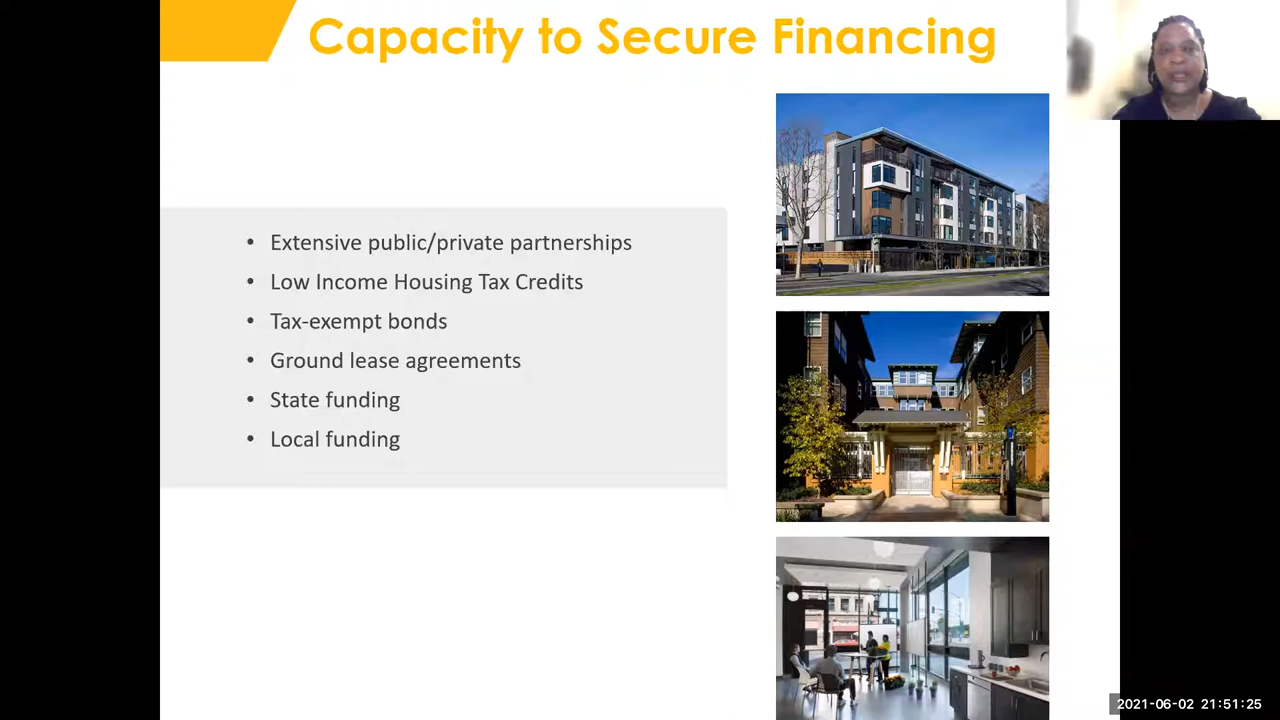 Capacity to Secure Financing
• Extensive public/private partnerships
• Low Income Housing Tax Credits
• Tax-exempt bonds
• Ground lease agreements
• State funding
• Local funding
2021-06-02 21:51:25